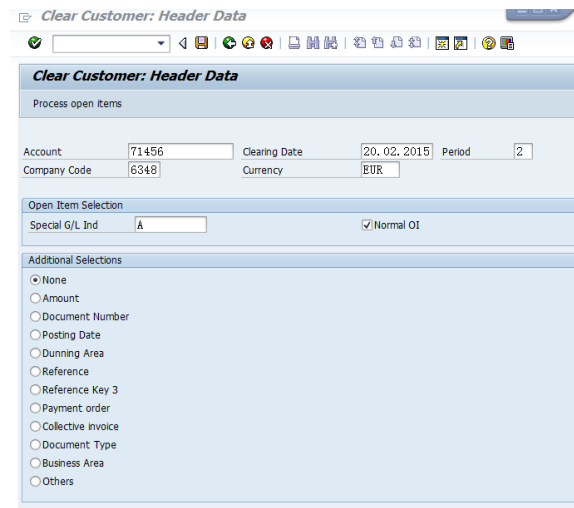 Clear Customer: Header Data
Clear Customer: Header Data
Process open items
Account 71456 Clearing Date 20.02.2015 Period 2
Company Code 6348 Currency EUR
Open Item Selection
Special G/L Ind A Normal OI
Additional Selections
None
Amount
Document Number
Posting Date
Dunning Area
Reference
Reference Key 3
Payment order
Collective invoice
Document Type
Business Area
Others